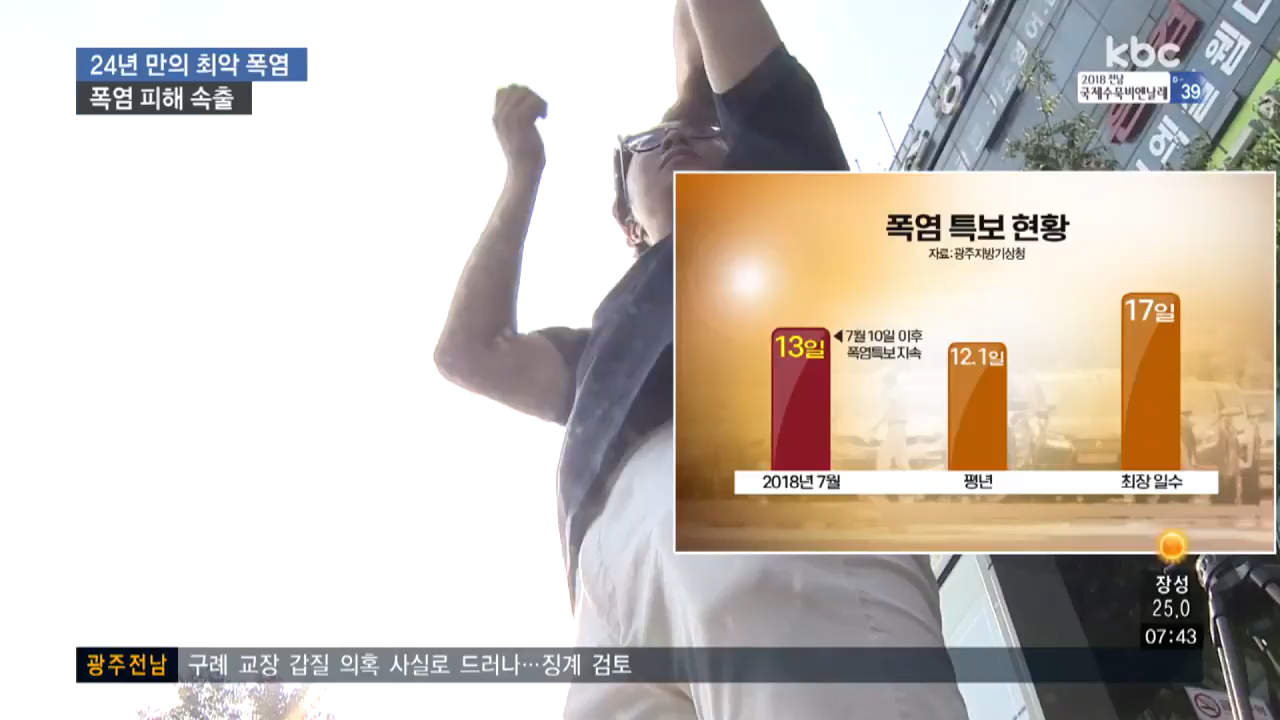 24년 만의 최악 폭염
폭염 피해 속출
kbc
2018 전남
국제수묵비엔날레
D-
39
폭염 특보 현황
자료:광주지방기상청
13일
◀7월 10일 이후
폭염특보 지속
12.1일
17일
2018년 7월
평년
최장 일수
장성
25.0
07:43
광주전남
구례 교장 갑질 의혹 사실로 드러나…징계 검토